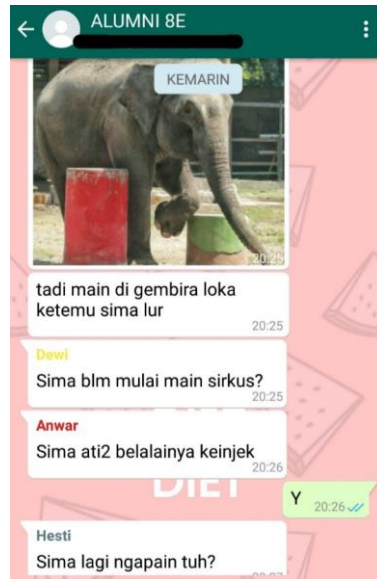 ALUMNI 8E
KEMARIN
20:25
tadi main di gembira loka
ketemu sima lur
20:25
Dewi
Sima blm mulai main sirkus?
20:25
Anwar
Sima ati2 belalainya keinjek
20:26
DIET
Y 20:26
Hesti
Sima lagi ngapain tuh?